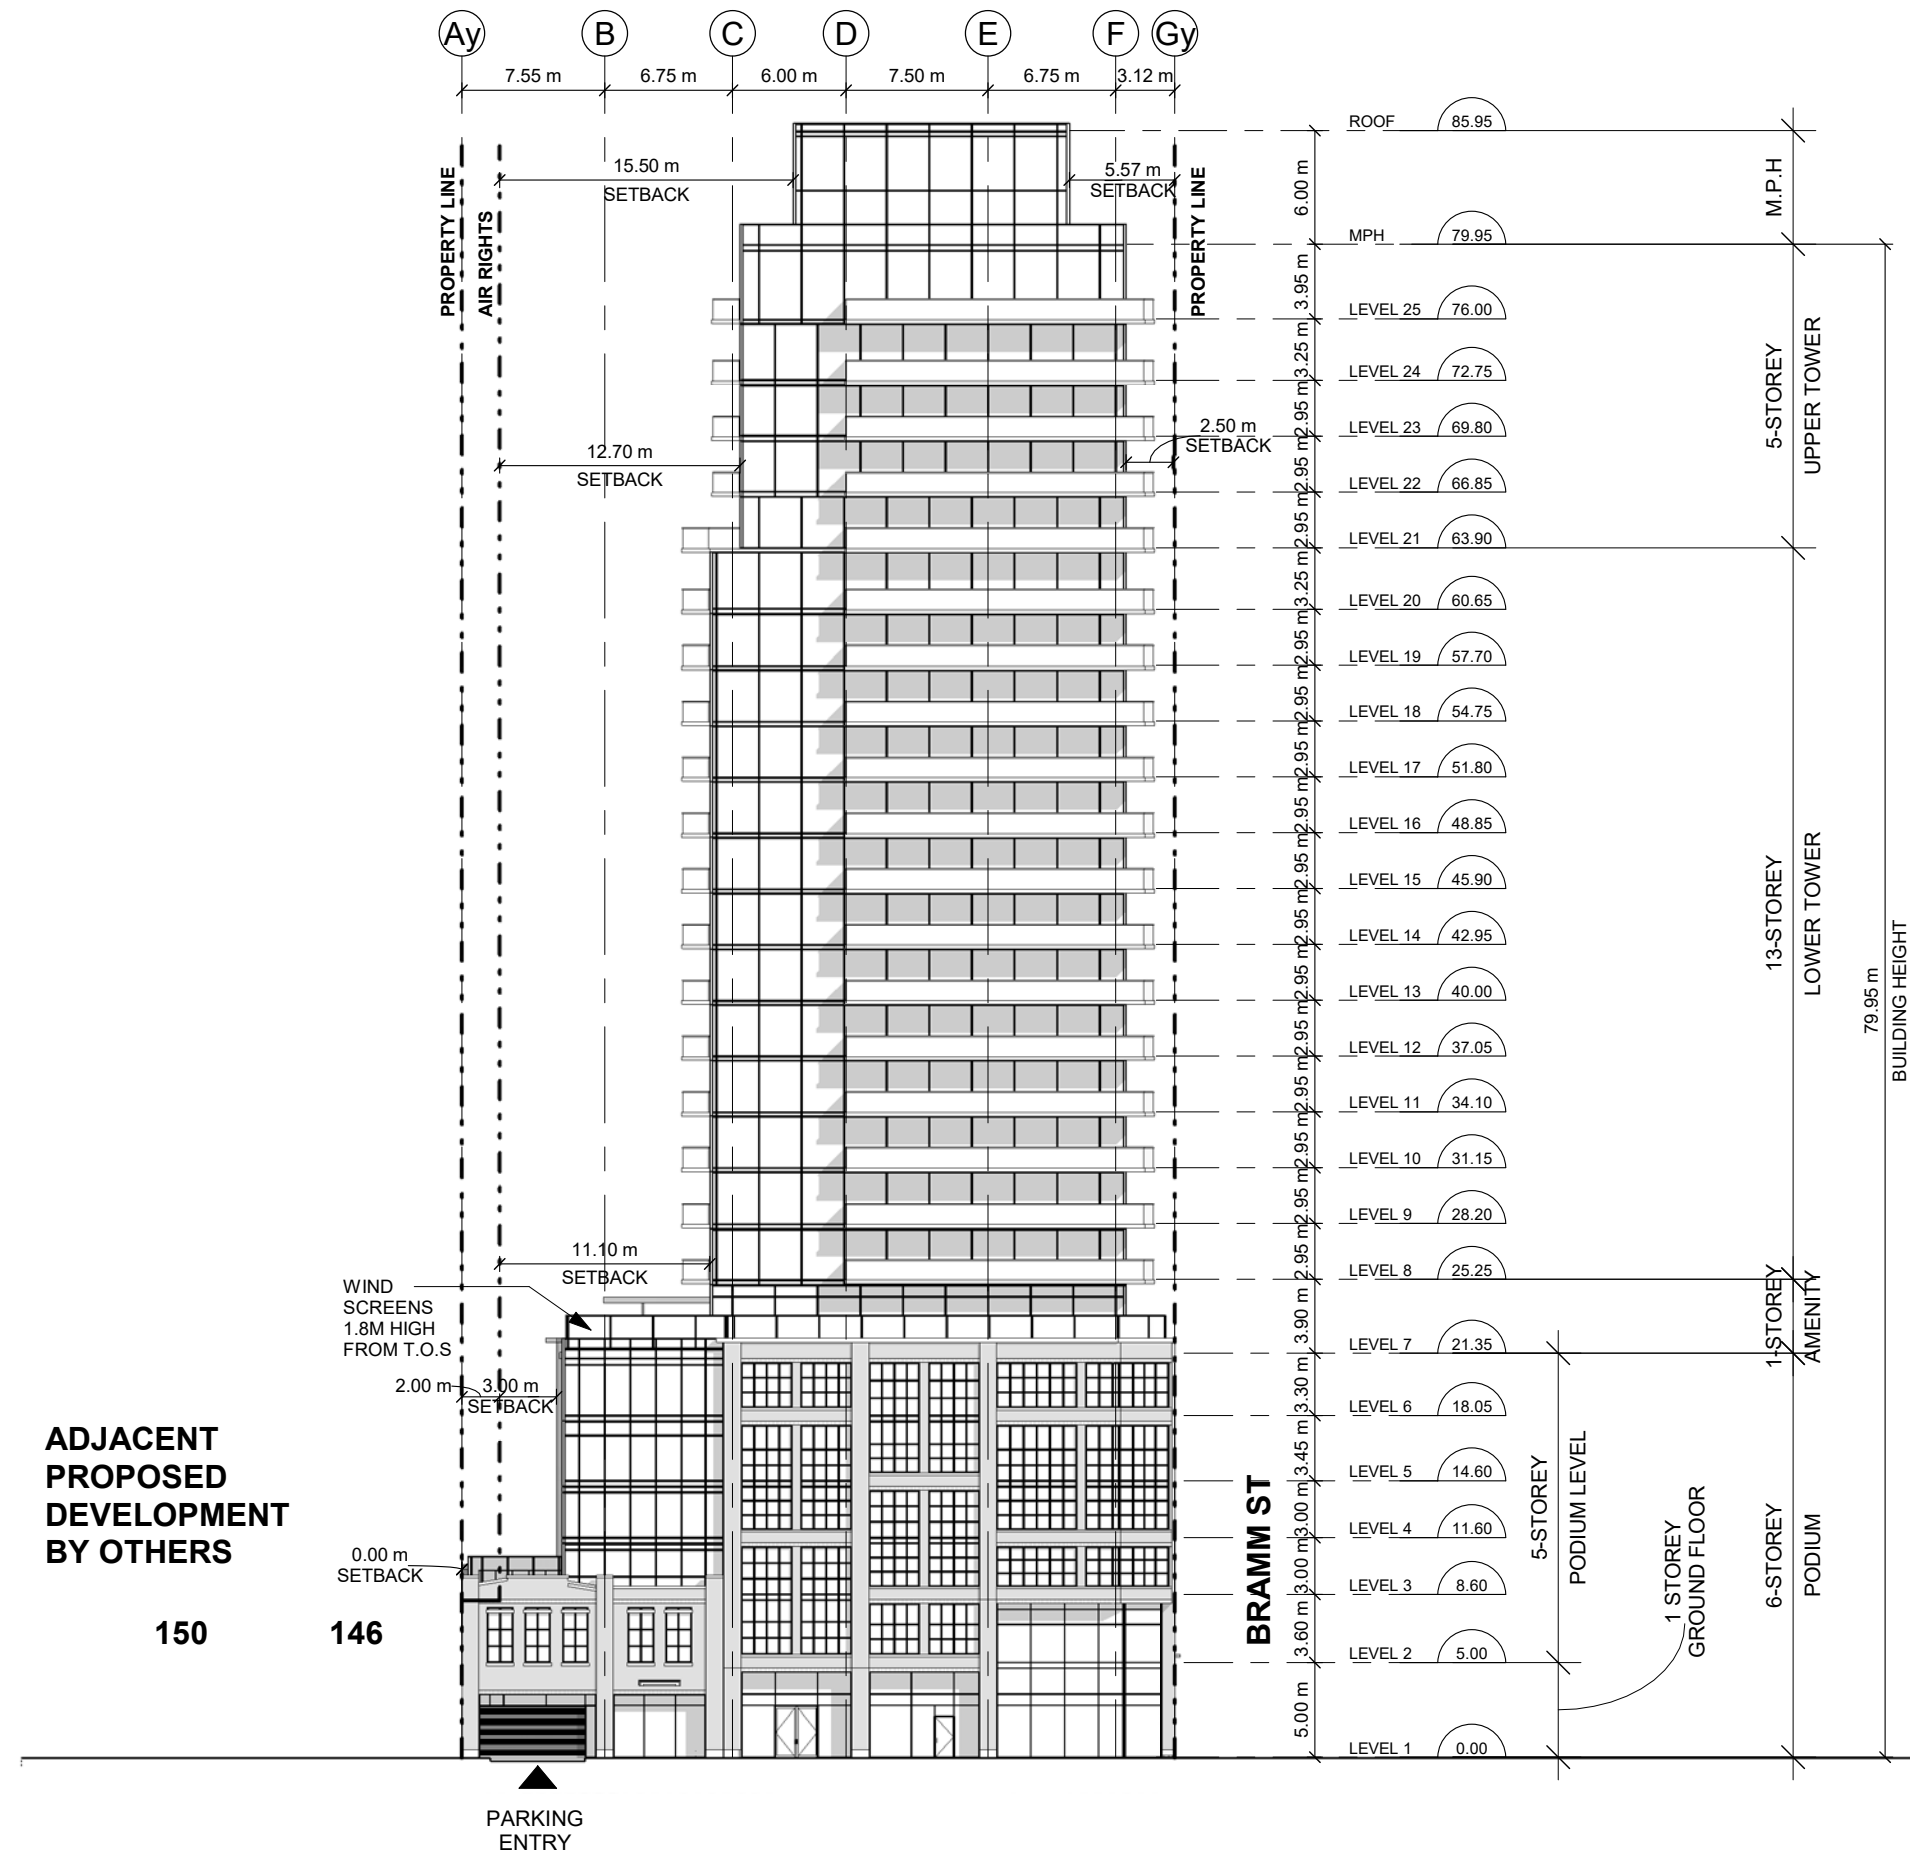 Ay B C D E F Gy
7.55 m 6.75 m 6.00 m 7.50 m 6.75 m 3.12 m
ROOF 85.95
15.50 m
SETBACK
5.57 m
SETBACK
PROPERTY LINE
AIR RIGHTS
PROPERTY LINE
6.00 m
M.P.H
MPH 79.95
3.95 m
LEVEL 25 76.00
3.25 m
LEVEL 24 72.75
2.95 m
5-STOREY
UPPER TOWER
LEVEL 23 69.80
2.50 m
SETBACK
12.70 m
SETBACK
2.95 m
LEVEL 22 66.85
2.95 m
LEVEL 21 63.90
3.25 m
LEVEL 20 60.65
2.95 m
LEVEL 19 57.70
2.95 m
LEVEL 18 54.75
2.95 m
LEVEL 17 51.80
2.95 m
LEVEL 16 48.85
2.95 m
LEVEL 15 45.90
13-STOREY
LOWER TOWER
2.95 m
LEVEL 14 42.95
2.95 m
LEVEL 13 40.00
79.95 m
BUILDING HEIGHT
2.95 m
LEVEL 12 37.05
2.95 m
LEVEL 11 34.10
2.95 m
LEVEL 10 31.15
2.95 m
LEVEL 9 28.20
2.95 m
LEVEL 8 25.25
11.10 m
SETBACK
WIND
SCREENS
1.8M HIGH
FROM T.O.S
3.90 m
1-STOREY
AMENITY
LEVEL 7 21.35
2.00 m 3.00 m
SETBACK
3.30 m
LEVEL 6 18.05
3.45 m
LEVEL 5 14.60
3.00 m
LEVEL 4 11.60
3.00 m
LEVEL 3 8.60
3.60 m
LEVEL 2 5.00
5.00 m
LEVEL 1 0.00
5-STOREY
PODIUM LEVEL
1 STOREY
GROUND FLOOR
6-STOREY
PODIUM
ADJACENT
PROPOSED
DEVELOPMENT
BY OTHERS
0.00 m
SETBACK
150 146
BRAMM ST
PARKING
ENTRY